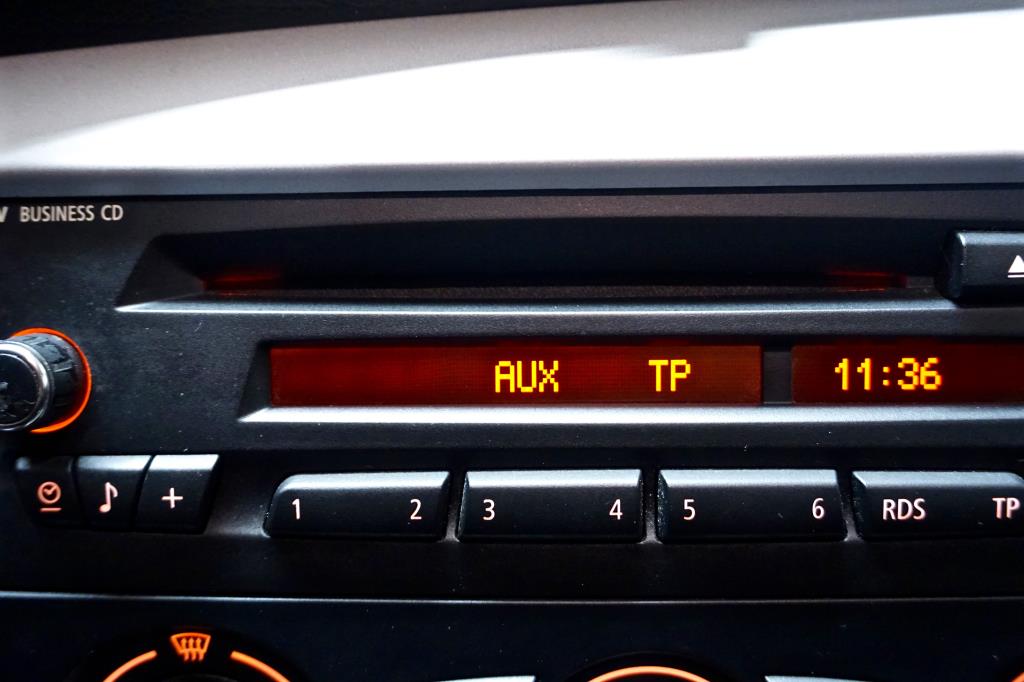 BUSINESS CD
AUX TP 11:36
1 2 3 4 5 6 RDS TP